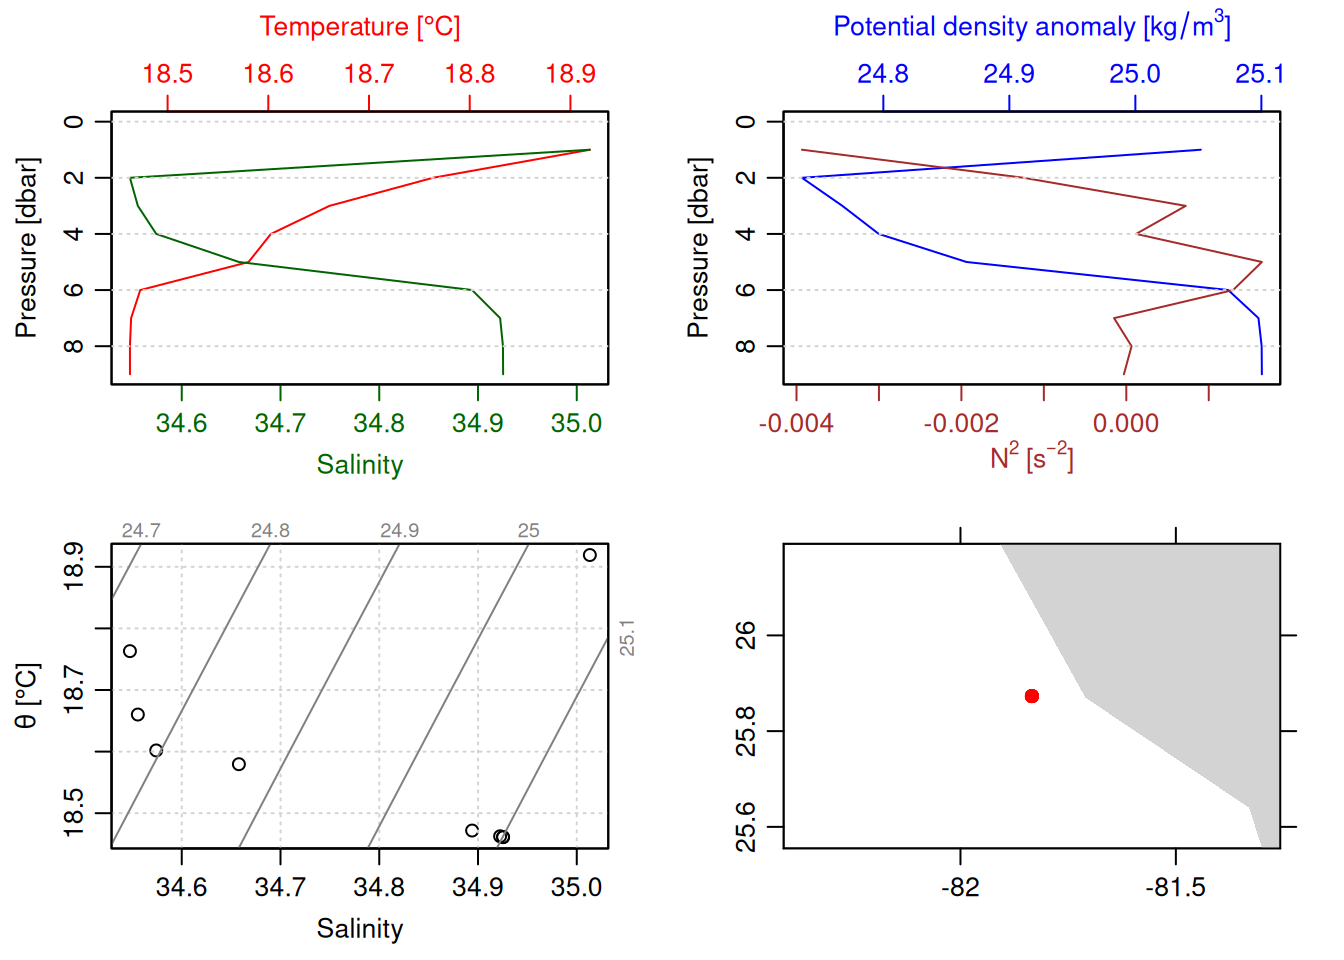 Temperature [°C]
18.5 18.6 18.7 18.8 18.9
Pressure [dbar]
0
2
4
6
8
34.6 34.7 34.8 34.9 35.0
Salinity
Potential density anomaly [kg/m³]
24.8 24.9 25.0 25.1
Pressure [dbar]
0
2
4
6
8
-0.004 -0.002 0.000
N² [s⁻²]
24.7 24.8 24.9 25
25.1
θ [°C]
18.9
18.7
18.5
34.6 34.7 34.8 34.9 35.0
Salinity
26
25.8
25.6
-82 -81.5